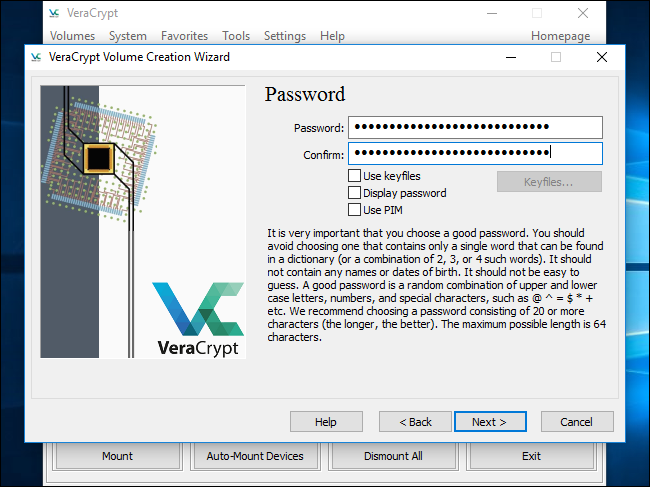 VeraCrypt
Volumes System Favorites Tools Settings Help Homepage
VeraCrypt Volume Creation Wizard
Password
Password: ••••••••••••••••••••••••••••
Confirm: ••••••••••••••••••••••••••••
Use keyfiles
Keyfiles...
Display password
Use PIM
It is very important that you choose a good password. You should
avoid choosing one that contains only a single word that can be found
in a dictionary (or a combination of 2, 3, or 4 such words). It should
not contain any names or dates of birth. It should not be easy to
guess. A good password is a random combination of upper and lower
case letters, numbers, and special characters, such as @ ^ = $ * +
etc. We recommend choosing a password consisting of 20 or more
characters (the longer, the better). The maximum possible length is 64
characters.
VeraCrypt
Help < Back Next > Cancel
Mount Auto-Mount Devices Dismount All Exit